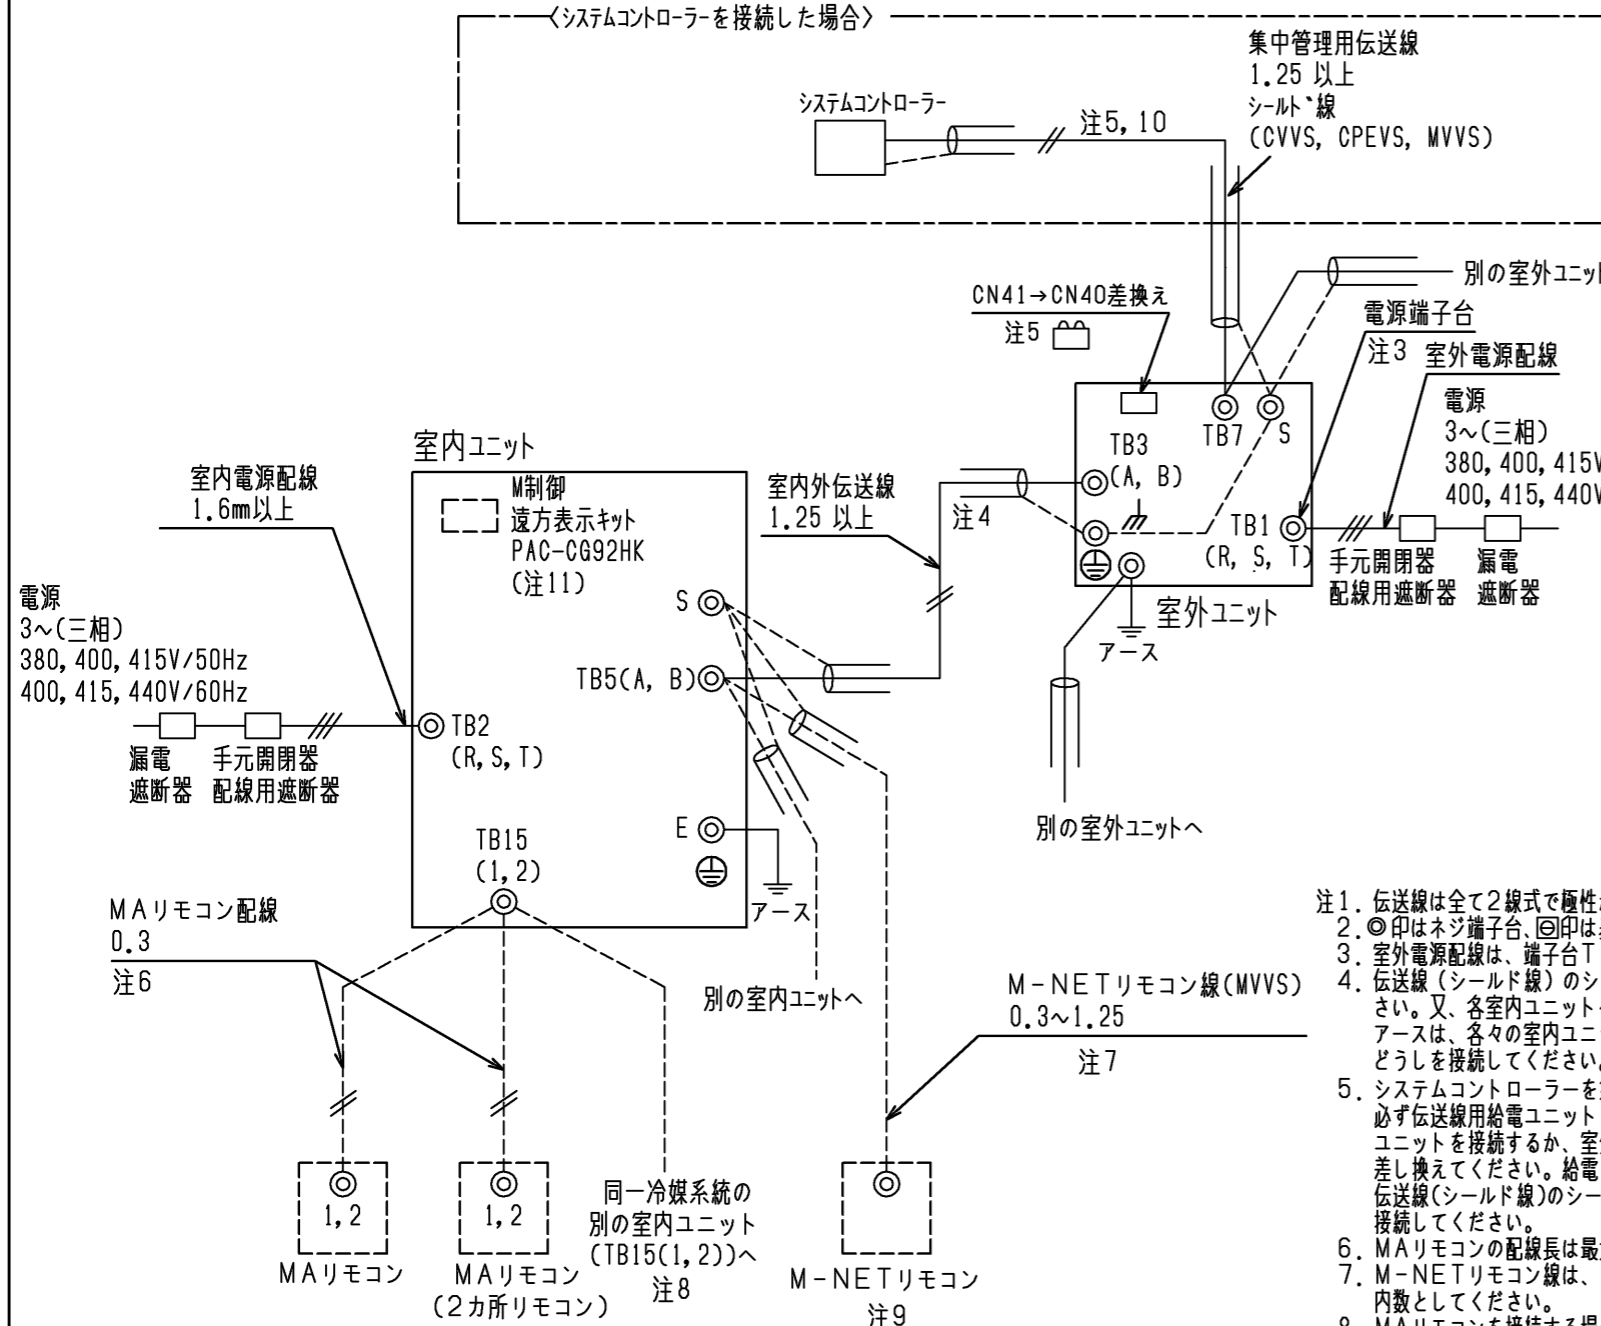 〈システムコントローラーを接続した場合〉
集中管理用伝送線
1.25 以上
シールド線
(CVVS, CPEVS, MVVS)
システムコントローラー
注5, 10
別の室外ユニット
CN41→CN40差換え
注5
電源端子台
注3
室外電源配線
電源
3~(三相)
380, 400, 415V
400, 415, 440V
TB3
(A, B)
TB7
S
TB1
(R, S, T)
手元開閉器
配線用遮断器
漏電
遮断器
室外ユニット
アース
別の室外ユニットへ
室内ユニット
M制御
遠方表示キット
PAC-CG92HK
(注11)
室内電源配線
1.6mm以上
室内外伝送線
1.25 以上
注4
電源
3~(三相)
380, 400, 415V/50Hz
400, 415, 440V/60Hz
漏電
遮断器
手元開閉器
配線用遮断器
TB2
(R, S, T)
S
TB5(A, B)
E
アース
TB15
(1, 2)
MAリモコン配線
0.3
注6
別の室内ユニットへ
M-NETリモコン線(MVVS)
0.3~1.25
注7
1, 2
MAリモコン
1, 2
MAリモコン
(2カ所リモコン)
同一冷媒系統の
別の室内ユニット
(TB15(1, 2))へ
注8
M-NETリモコン
注9
注1. 伝送線は全て2線式で極性
2. ◎印はネジ端子台、回印は
3. 室外電源配線は、端子台T
4. 伝送線(シールド線)のシ
さい。又、各室内ユニット
アースは、各々の室内ユニ
どうしを接続してください。
5. システムコントローラーを
必ず伝送線用給電ユニット
ユニットを接続するか、室
差し換えてください。給電
伝送線(シールド線)のシー
接続してください。
6. MAリモコンの配線長は最
7. M-NETリモコン線は、
内数としてください。
8. MAリモコンを接続する場